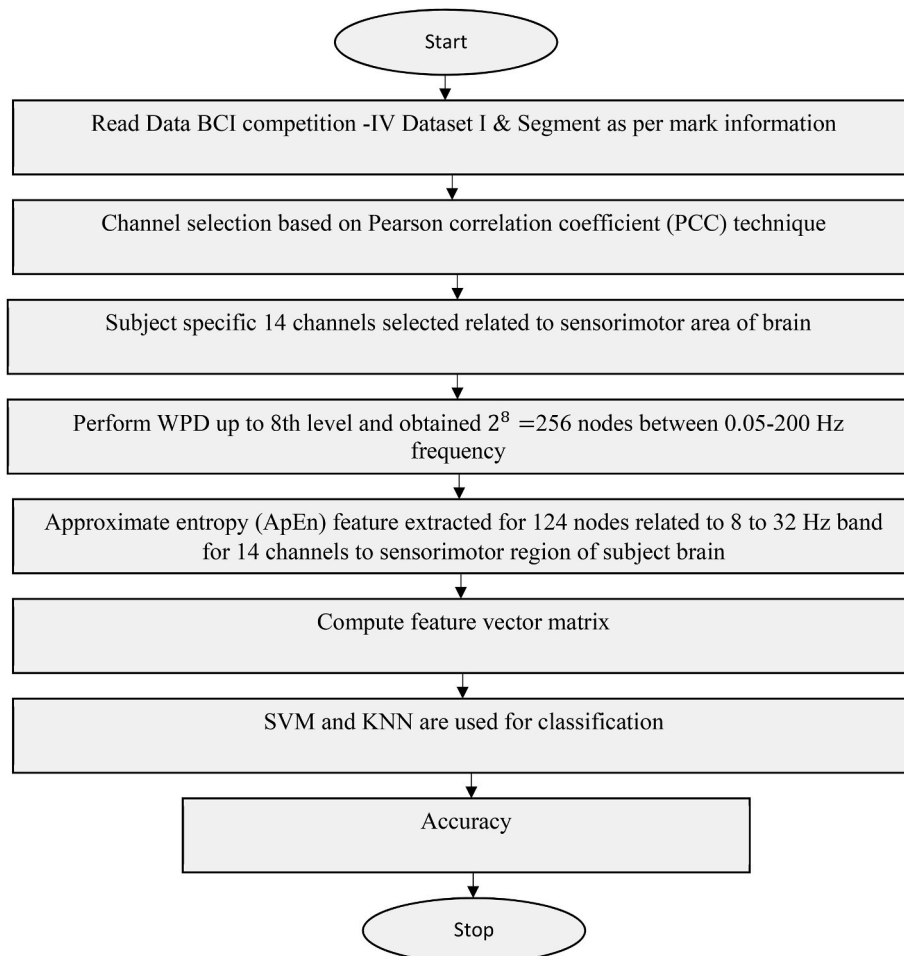 Start
Read Data BCI competition -IV Dataset I & Segment as per mark information
Channel selection based on Pearson correlation coefficient (PCC) technique
Subject specific 14 channels selected related to sensorimotor area of brain
Perform WPD up to 8th level and obtained 2⁸ =256 nodes between 0.05-200 Hz
frequency
Approximate entropy (ApEn) feature extracted for 124 nodes related to 8 to 32 Hz band
for 14 channels to sensorimotor region of subject brain
Compute feature vector matrix
SVM and KNN are used for classification
Accuracy
Stop